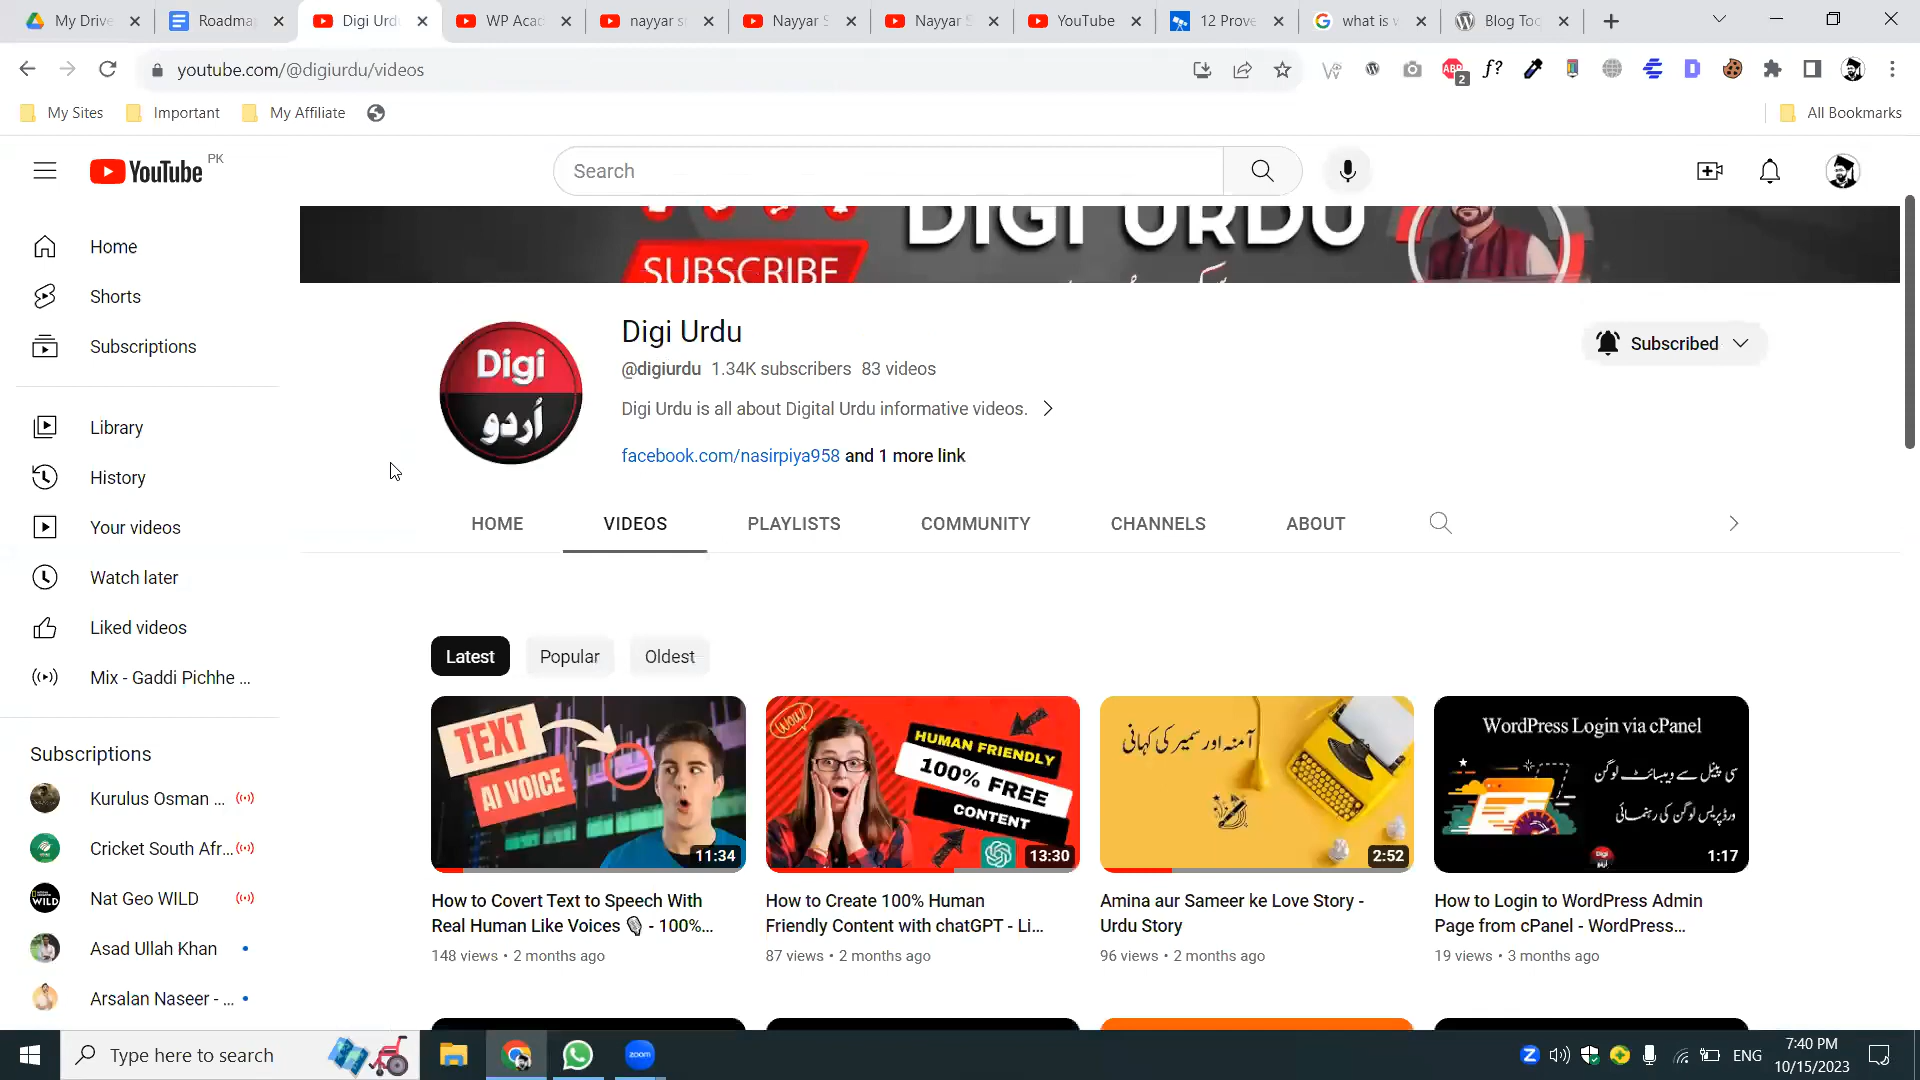 My Drive
Roadma
Digi Urdu
WP Aca
nayyar s
Nayyar S
Nayyar S
YouTube
12 Prove
what is w
Blog Too
youtube.com/@digiurdu/videos
ABP
2
f?
My Sites
Important
My Affiliate
All Bookmarks
YouTube PK
Search
DIGI URDU
SUBSCRIBE
Home
Shorts
Subscriptions
Library
History
Your videos
Watch later
Liked videos
Mix - Gaddi Pichhe ...
Subscriptions
Kurulus Osman ...
Cricket South Afr...
Nat Geo WILD
Asad Ullah Khan
Arsalan Naseer - ...
Digi
اُردو
Digi Urdu
@digiurdu 1.34K subscribers 83 videos
Digi Urdu is all about Digital Urdu informative videos.
facebook.com/nasirpiya958 and 1 more link
Subscribed
HOME
VIDEOS
PLAYLISTS
COMMUNITY
CHANNELS
ABOUT
Latest
Popular
Oldest
TEXT
AI VOICE
11:34
How to Covert Text to Speech With
Real Human Like Voices - 100%...
148 views • 2 months ago
WOW!
HUMAN FRIENDLY
100% FREE
CONTENT
13:30
How to Create 100% Human
Friendly Content with chatGPT - Li...
87 views • 2 months ago
آمنہ اور سمیر کی کہانی
2:52
Amina aur Sameer ke Love Story -
Urdu Story
96 views • 2 months ago
WordPress Login via cPanel
سی پینل سے ویبسائٹ لوگن
ورڈپریس لوگن کی رہنمائی
1:17
How to Login to WordPress Admin
Page from cPanel - WordPress...
19 views • 3 months ago
Type here to search
zoom
ENG
7:40 PM
10/15/2023